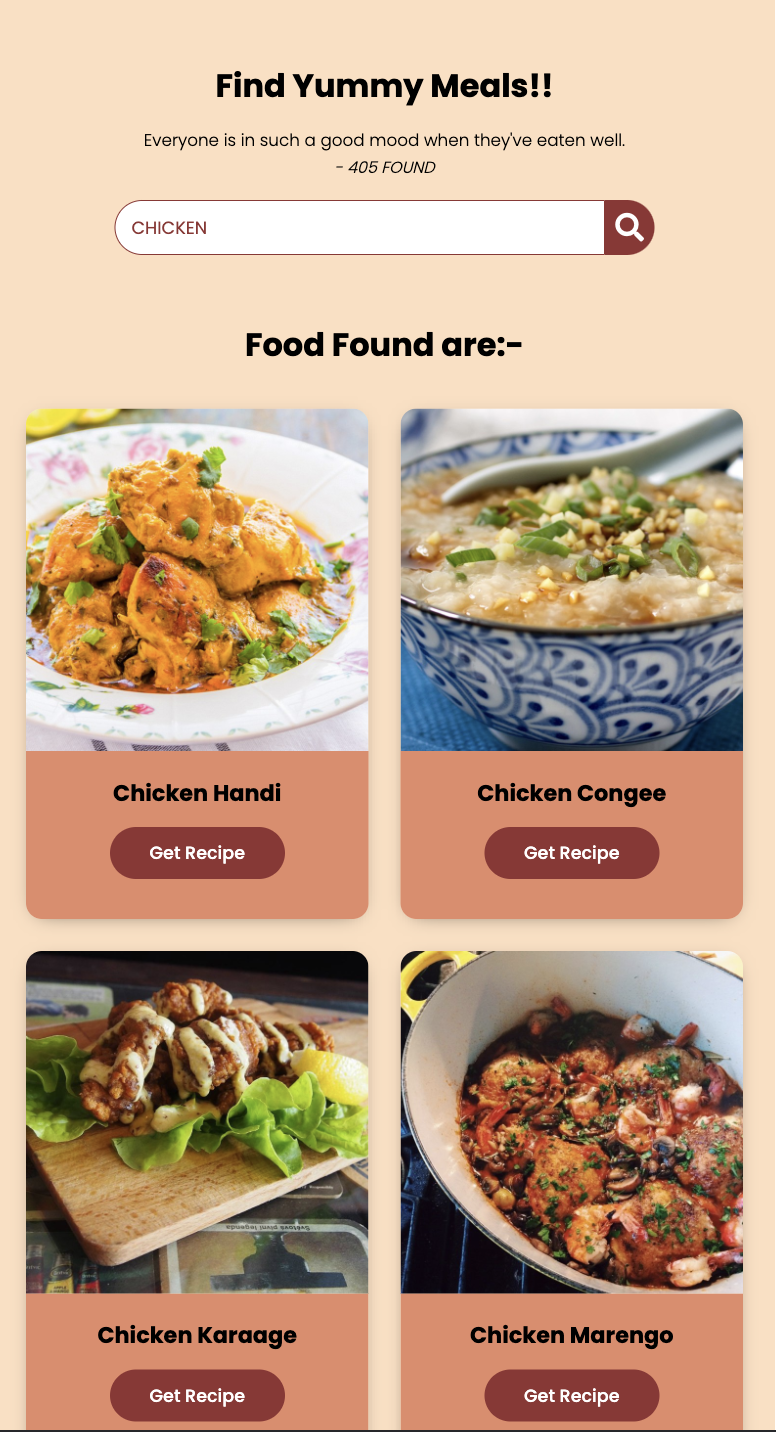 Find Yummy Meals!!
Everyone is in such a good mood when they've eaten well.
- 405 FOUND
CHICKEN
Food Found are:-
Chicken Handi
Chicken Congee
Get Recipe
Get Recipe
Chicken Karaage
Chicken Marengo
Get Recipe
Get Recipe